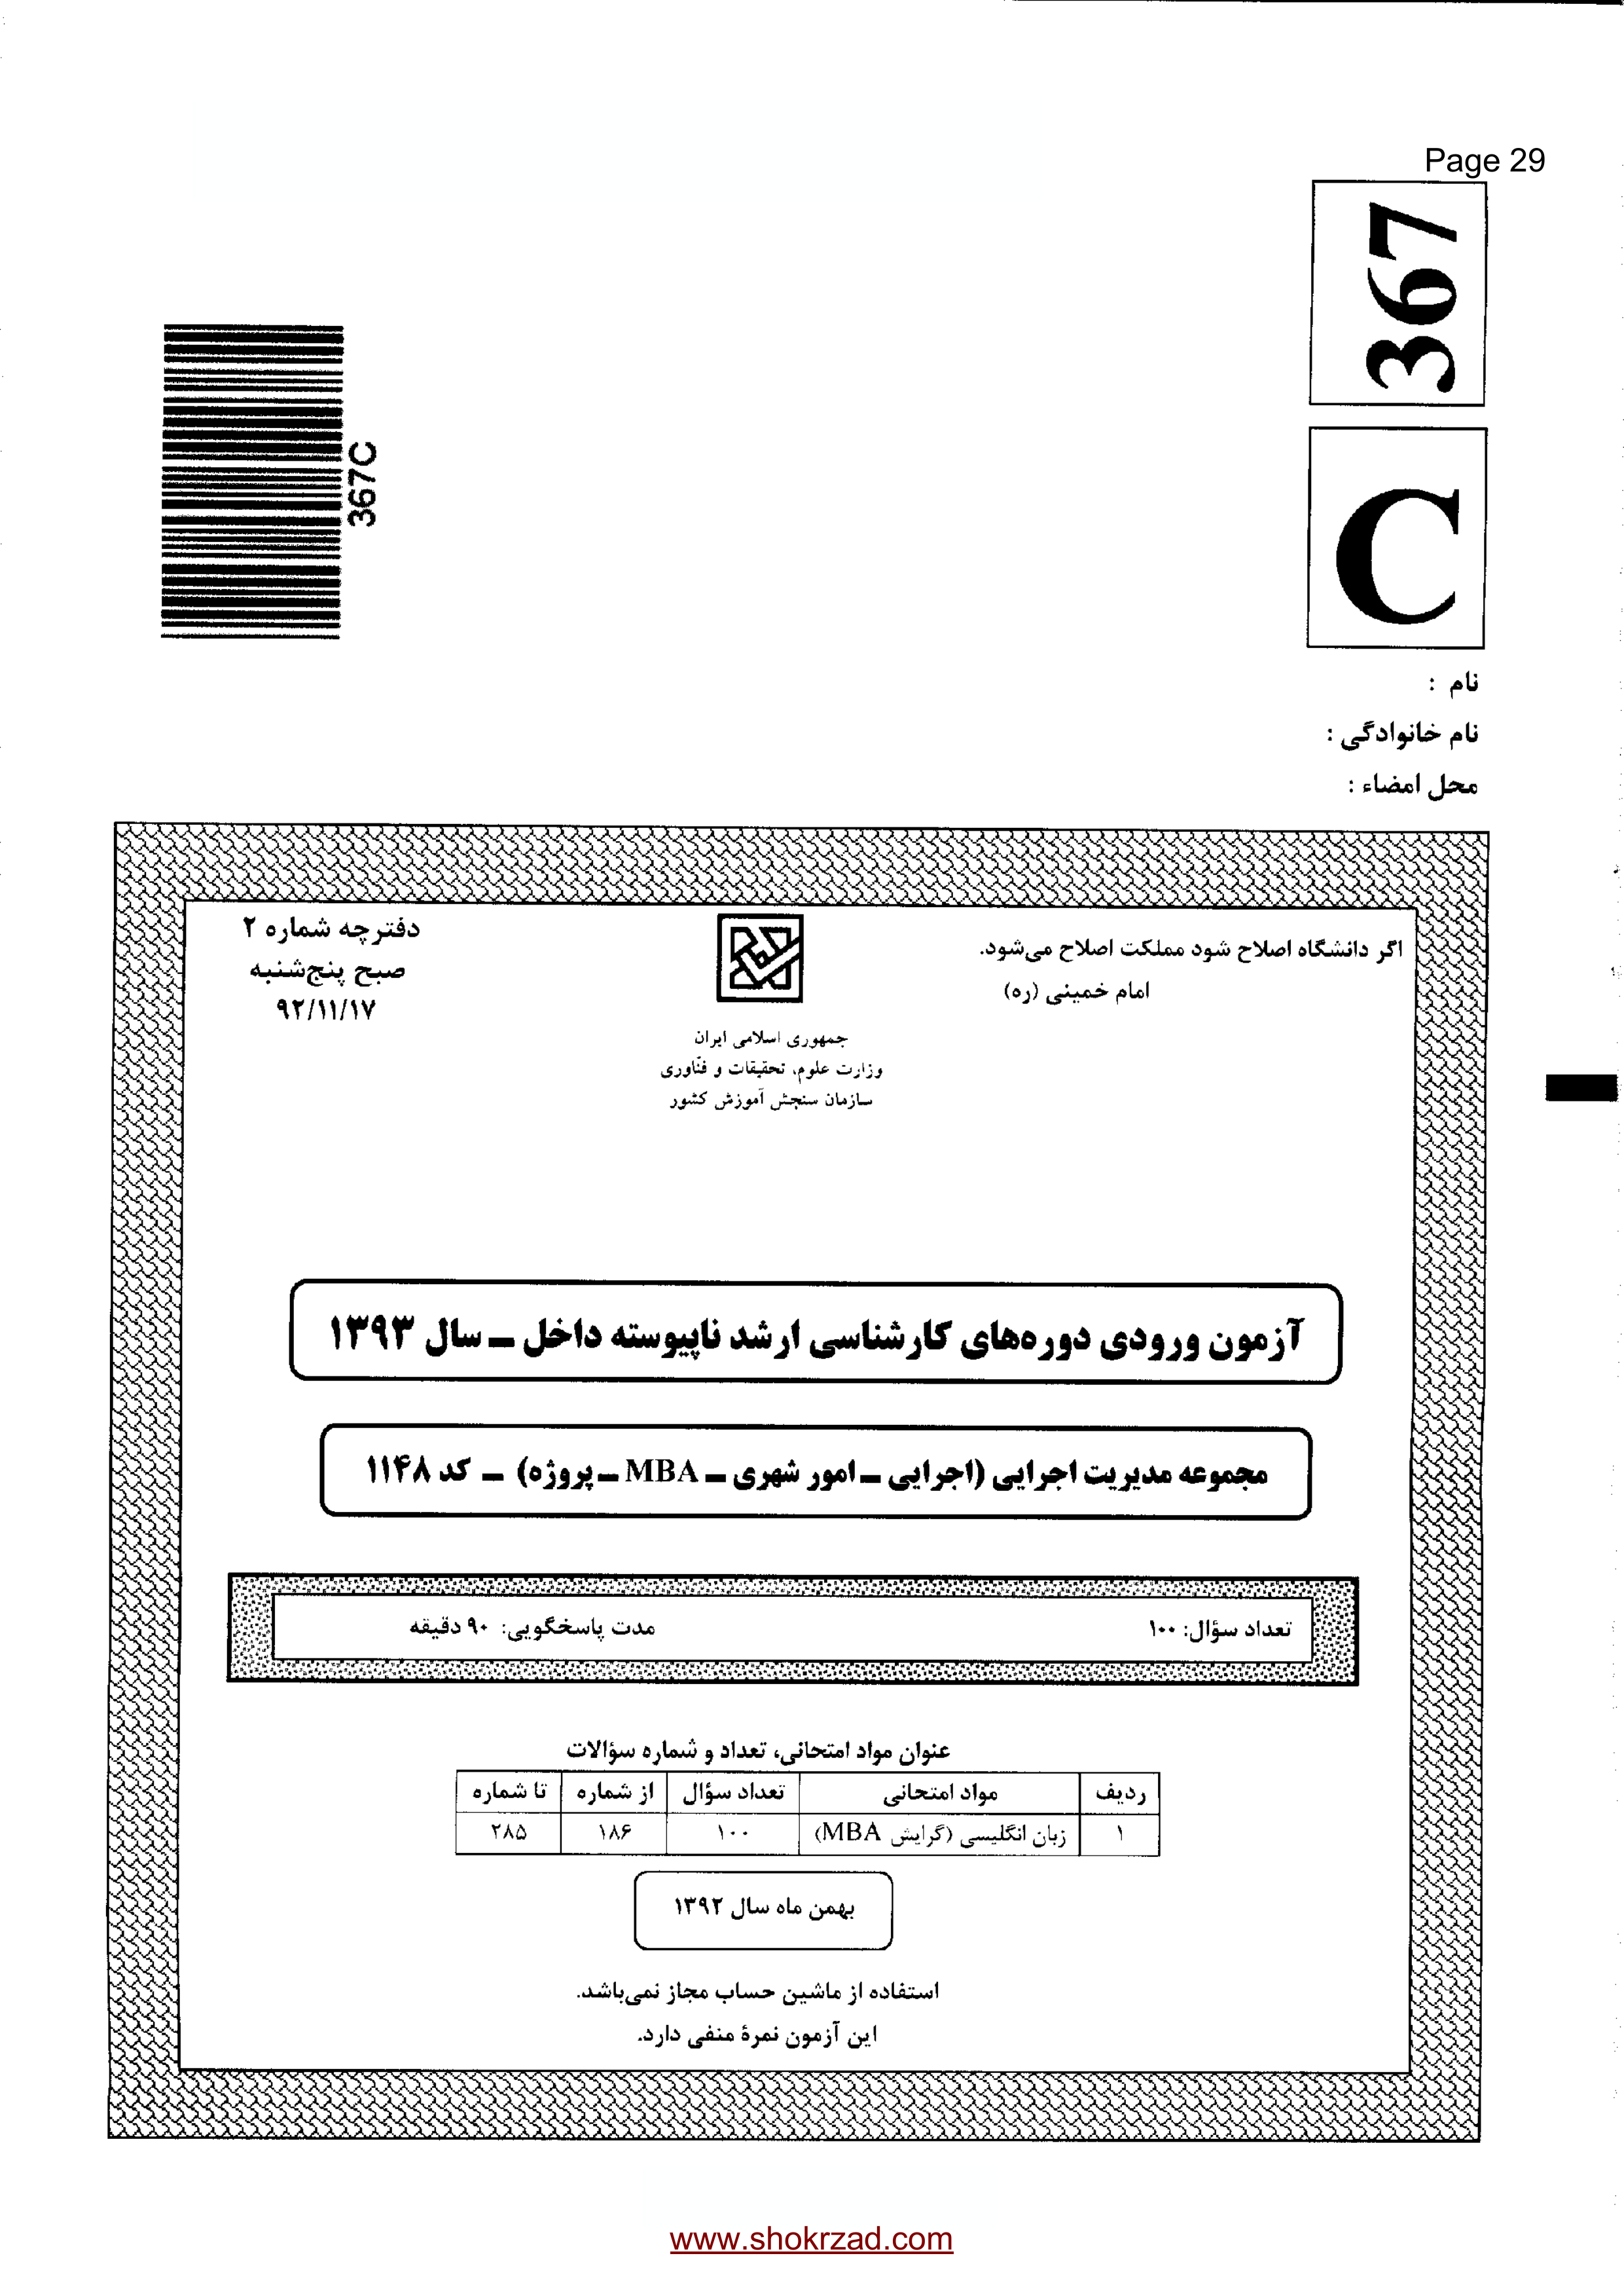 Page 29
367
C
367C
نام :
نام خانوادگی :
محل امضاء :
اگر دانشگاه اصلاح شود مملکت اصلاح می‌شود.
امام خمینی (ره)
جمهوری اسلامی ایران
وزارت علوم، تحقیقات و فنّاوری
سازمان سنجش آموزش کشور
دفترچه شماره ۲
صبح پنج‌شنبه
۹۲/۱۱/۱۷
آزمون ورودی دوره‌های کارشناسی ارشد ناپیوسته داخل ـ سال ۱۳۹۳
مجموعه مدیریت اجرایی (اجرایی ـ امور شهری ـ MBA ـ پروژه) ـ کد ۱۱۴۸
تعداد سؤال: ۱۰۰ مدت پاسخگویی: ۹۰ دقیقه
عنوان مواد امتحانی، تعداد و شماره سؤالات
ردیف مواد امتحانی تعداد سؤال از شماره تا شماره
۱ زبان انگلیسی (گرایش MBA) ۱۰۰ ۱۸۶ ۲۸۵
بهمن ماه سال ۱۳۹۲
استفاده از ماشین حساب مجاز نمی‌باشد.
این آزمون نمرهٔ منفی دارد.
www.shokrzad.com